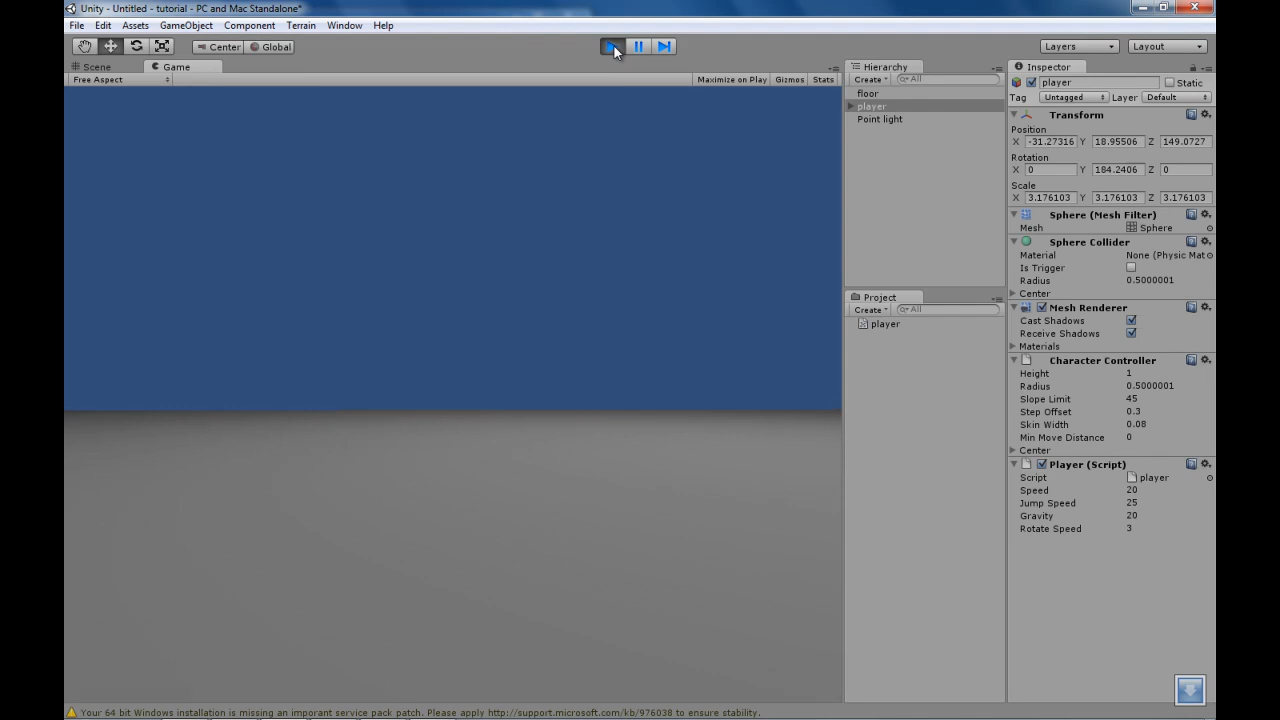 Unity - Untitled - tutorial - PC and Mac Standalone*
File Edit Assets GameObject Component Terrain Window Help
Center Global Layers Layout
Scene Game Hierarchy Inspector
Free Aspect Maximize on Play Gizmos Stats Create All player Static
floor
Tag Untagged Layer Default
player
Transform
Point light
Position
X -31.27316 Y 18.95506 Z 149.0727
Rotation
X 0 Y 184.2406 Z 0
Scale
X 3.176103 Y 3.176103 Z 3.176103
Sphere (Mesh Filter)
Mesh Sphere
Sphere Collider
Material None (Physic Mat
Is Trigger
Radius 0.5000001
Center
Project
Create All
player
Mesh Renderer
Cast Shadows
Receive Shadows
Materials
Character Controller
Height 1
Radius 0.5000001
Slope Limit 45
Step Offset 0.3
Skin Width 0.08
Min Move Distance 0
Center
Player (Script)
Script player
Speed 20
Jump Speed 25
Gravity 20
Rotate Speed 3
Your 64 bit Windows installation is missing an imporant service pack patch. Please apply http://support.microsoft.com/kb/976038 to ensure stability.